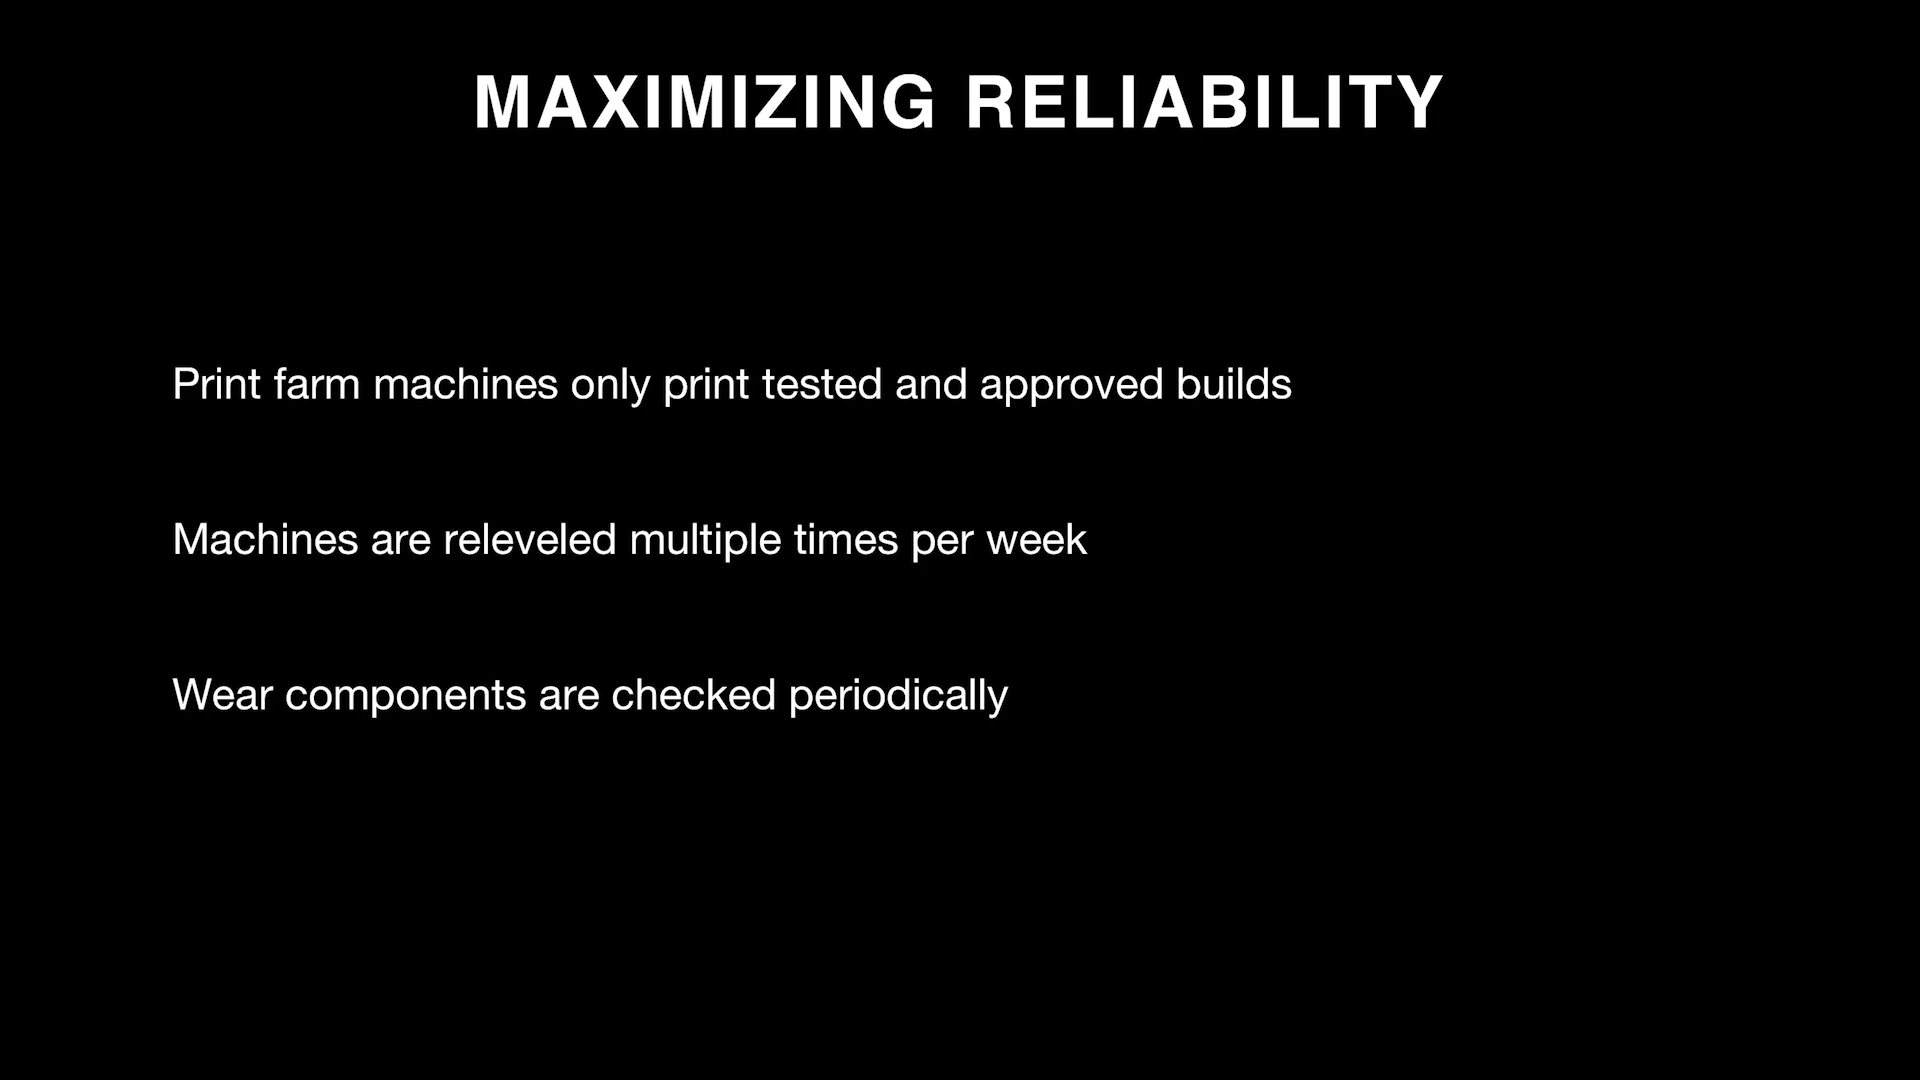 MAXIMIZING RELIABILITY
Print farm machines only print tested and approved builds
Machines are releveled multiple times per week
Wear components are checked periodically